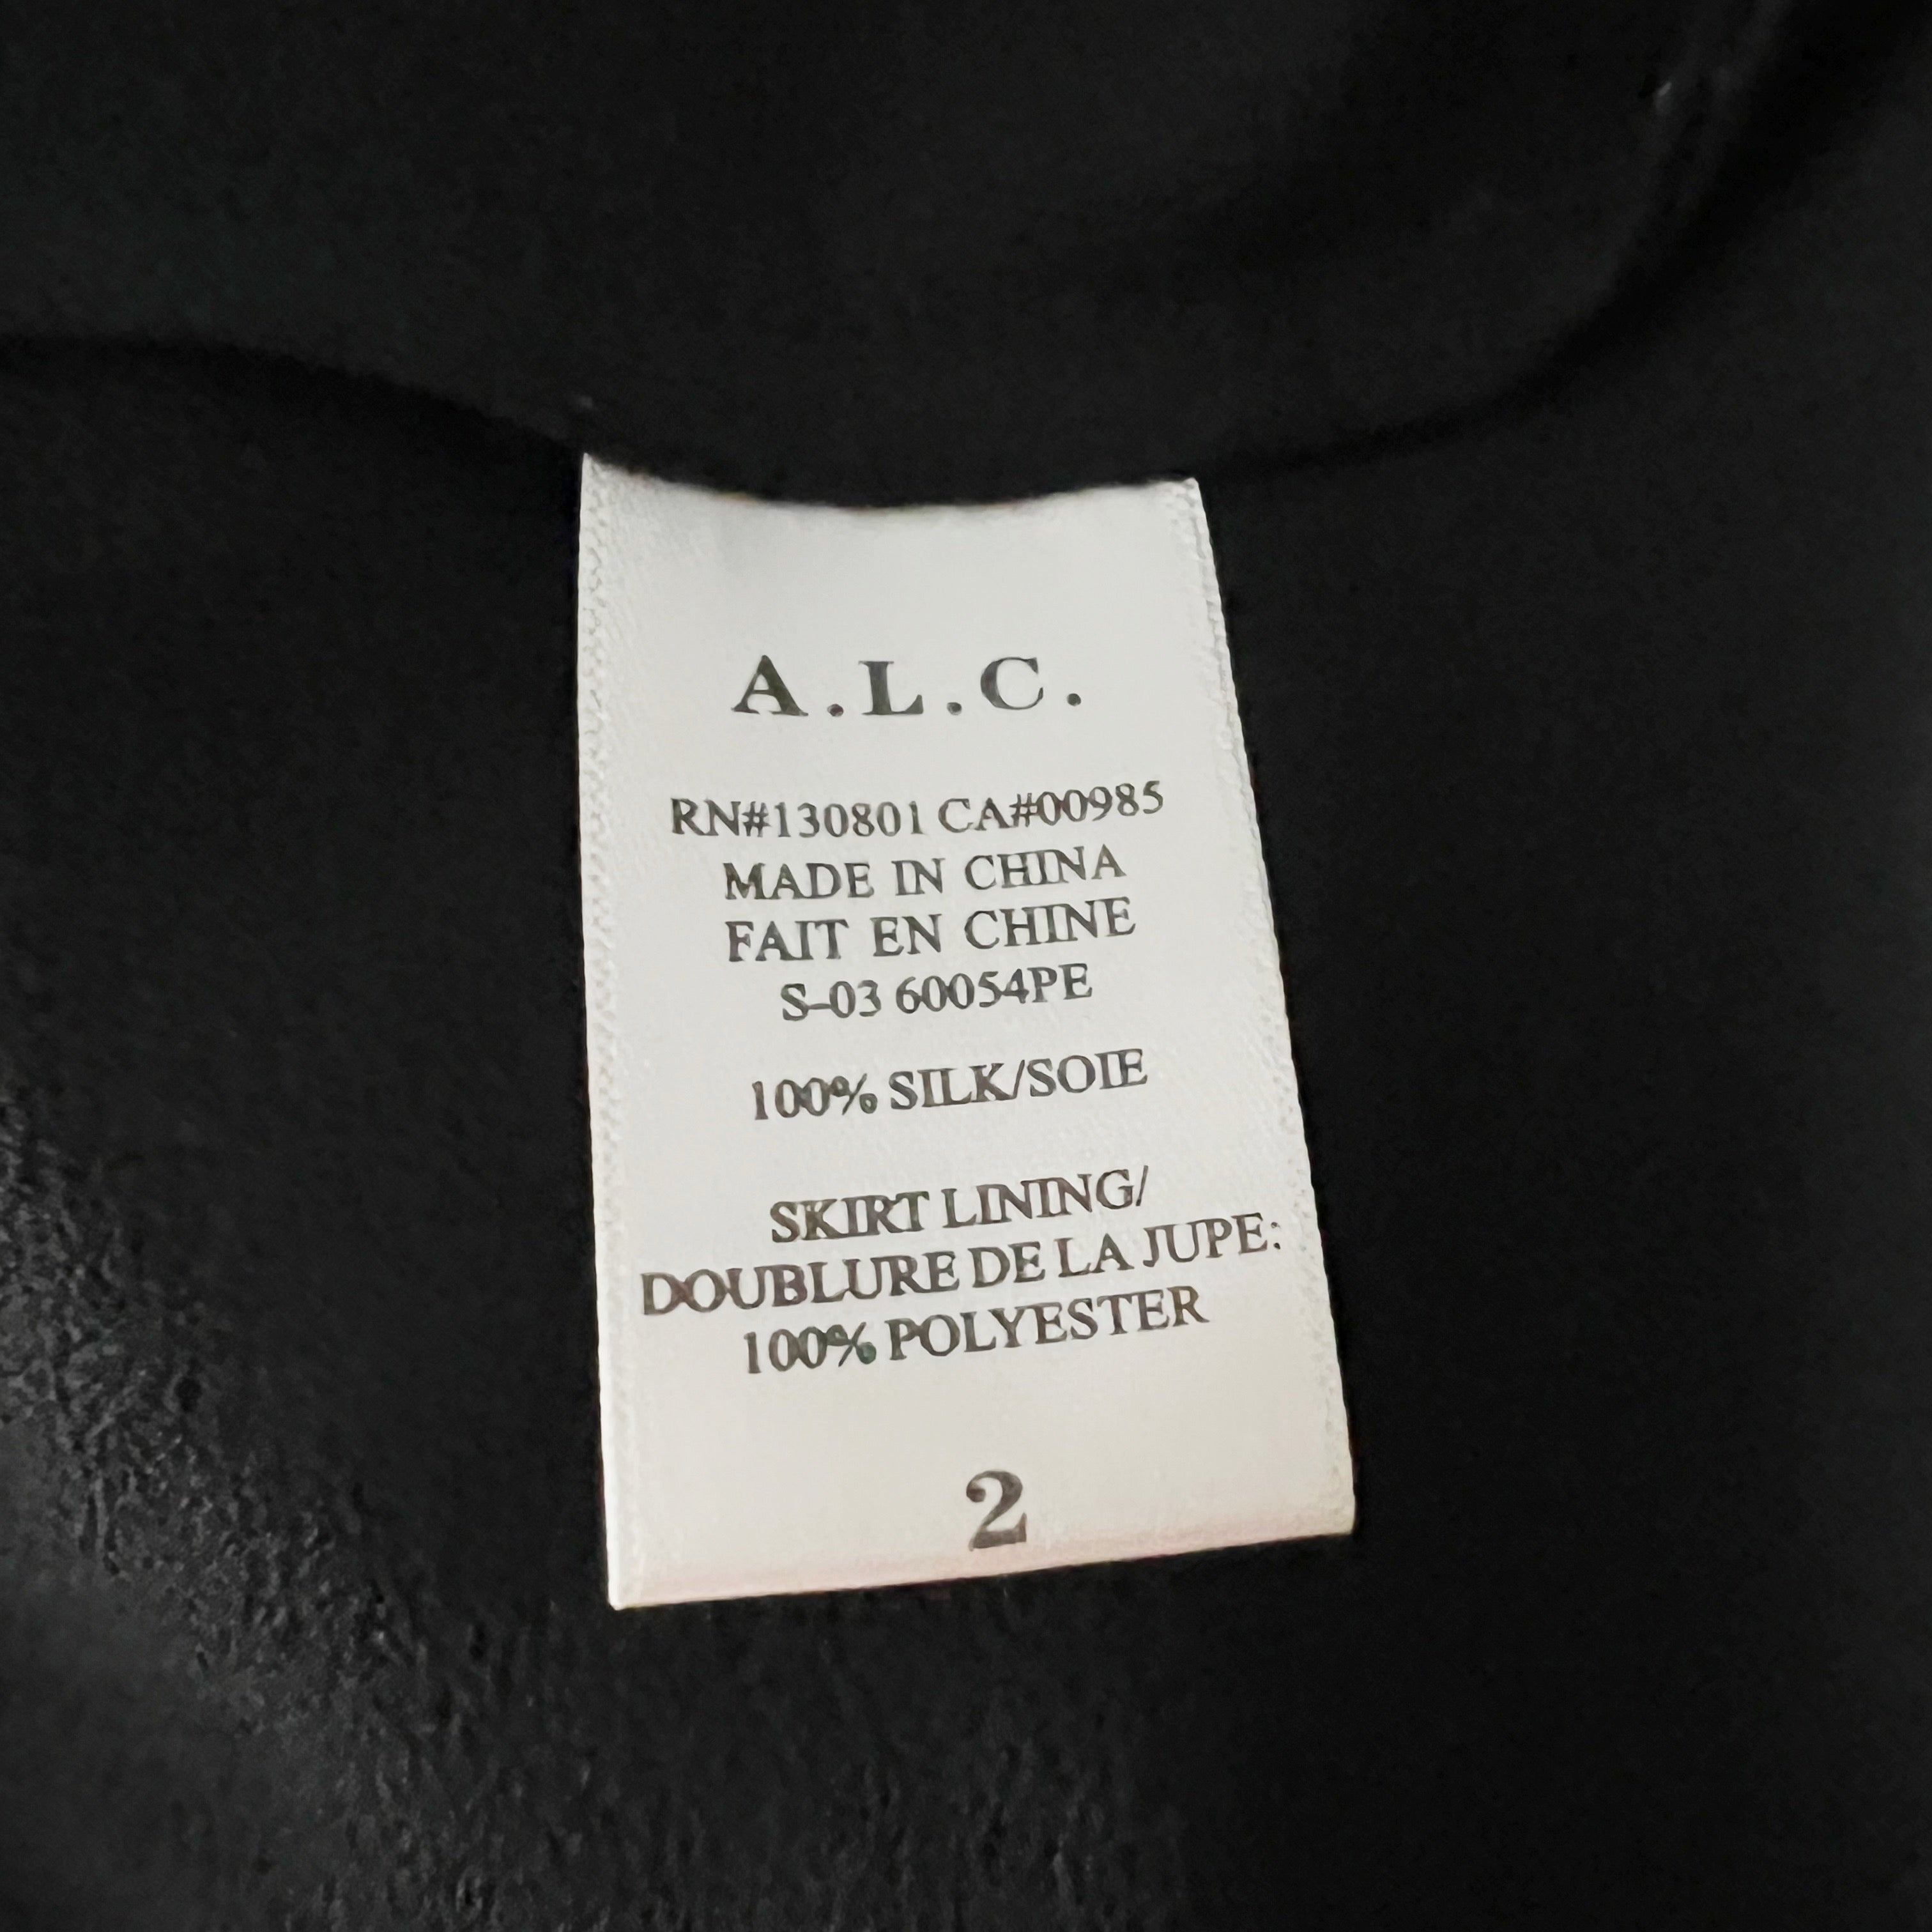 A.L.C.
RN#130801 CA#00985
MADE IN CHINA
FAIT EN CHINE
S-03 60054PE
100% SILK/SOIE
SKIRT LINING/
DOUBLURE DE LA JUPE:
100% POLYESTER
2